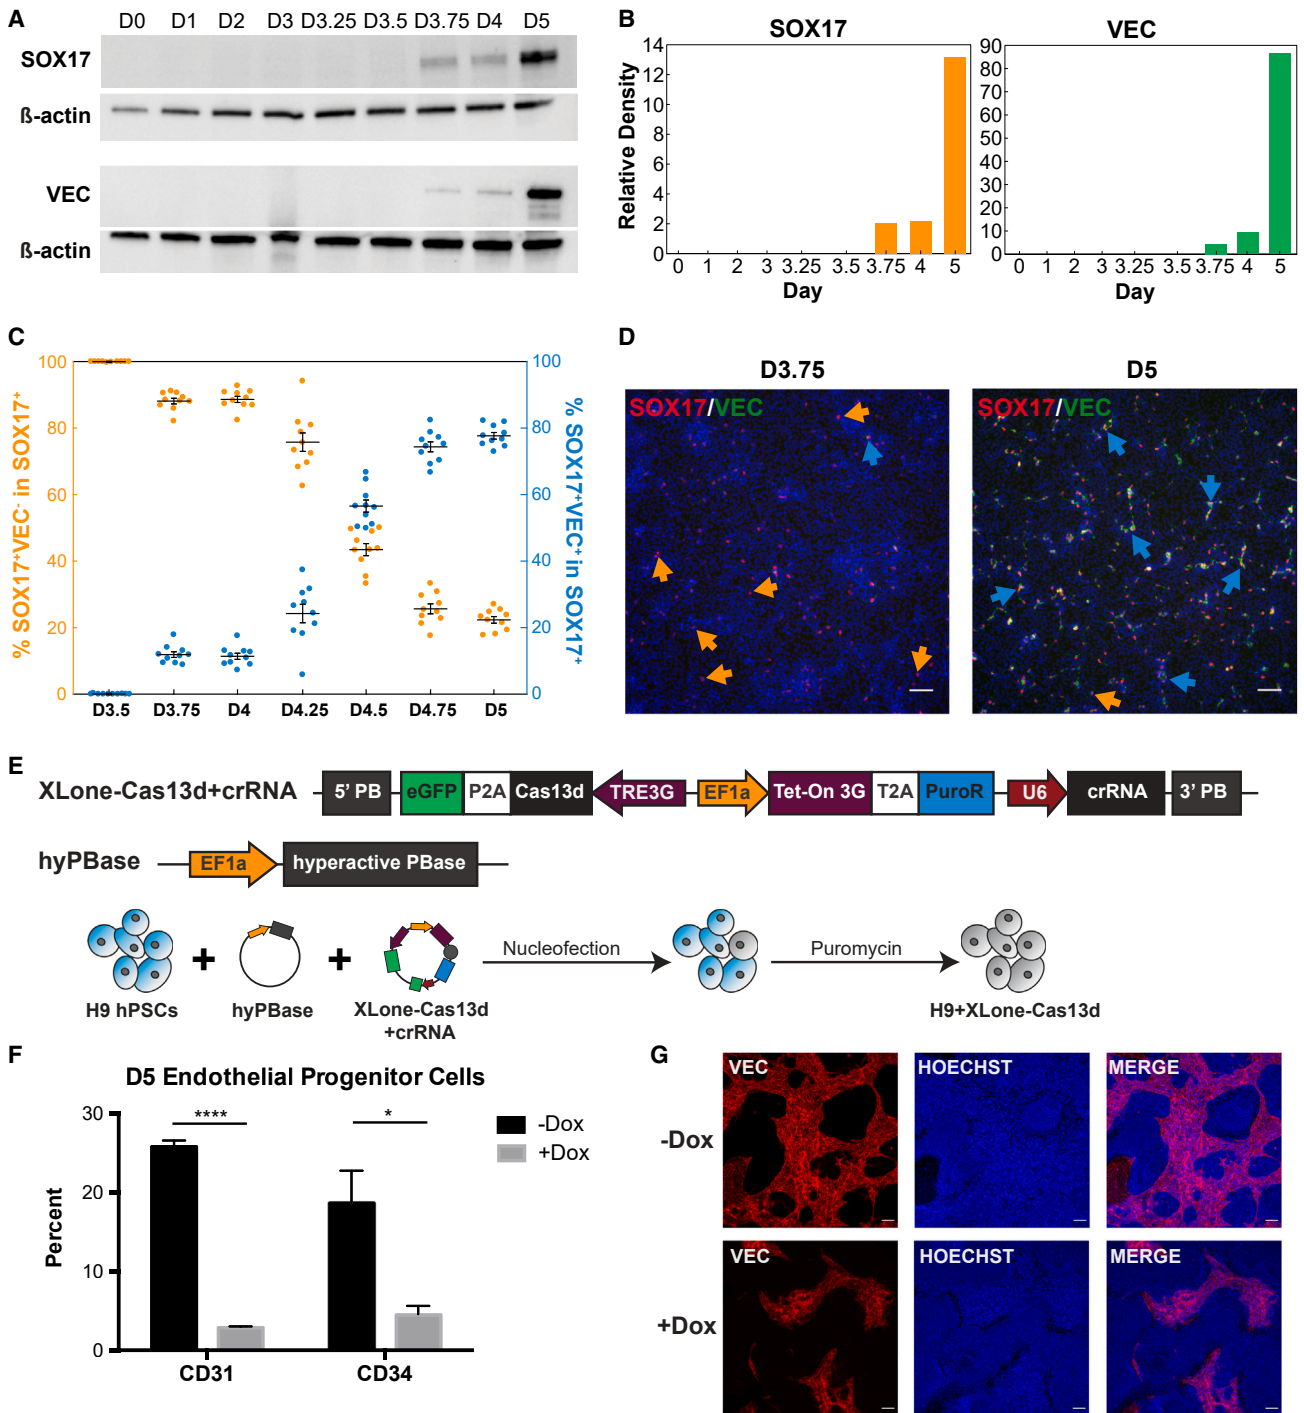 A
D0 D1 D2 D3 D3.25 D3.5 D3.75 D4 D5
SOX17
ß-actin
VEC
ß-actin
B
SOX17
Relative Density
14
12
10
8
6
4
2
0
0 1 2 3 3.25 3.5 3.75 4 5
Day
VEC
90
80
70
60
50
40
30
20
10
0
0 1 2 3 3.25 3.5 3.75 4 5
Day
C
% SOX17⁺VEC⁻ in SOX17⁺
100
80
60
40
20
0
D3.5 D3.75 D4 D4.25 D4.5 D4.75 D5
100
80
60
40
20
0
% SOX17⁺VEC⁺ in SOX17⁺
D
D3.75
SOX17/VEC
D5
SOX17/VEC
E
XLone-Cas13d+crRNA
5' PB eGFP P2A Cas13d TRE3G EF1a Tet-On 3G T2A PuroR U6 crRNA 3' PB
hyPBase
EF1a hyperactive PBase
+ +
Nucleofection
Puromycin
H9 hPSCs
hyPBase
XLone-Cas13d
+crRNA
H9+XLone-Cas13d
F
D5 Endothelial Progenitor Cells
Percent
30
20
10
0
****
*
-Dox
+Dox
CD31 CD34
G
-Dox
VEC HOECHST MERGE
+Dox
VEC HOECHST MERGE